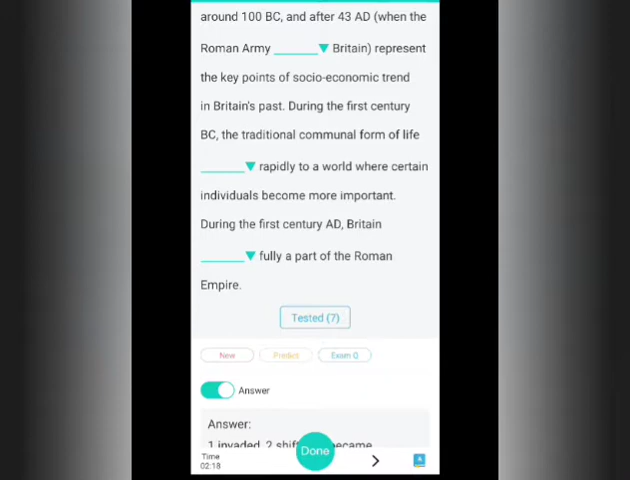 around 100 BC, and after 43 AD (when the
Roman Army ______ ▼ Britain) represent
the key points of socio-economic trend
in Britain's past. During the first century
BC, the traditional communal form of life
______ ▼ rapidly to a world where certain
individuals become more important.
During the first century AD, Britain
______ ▼ fully a part of the Roman
Empire.
Tested (7)
New Predict Exam Q
Answer
Answer:
1 invaded, 2 became
Done
Time
02:18